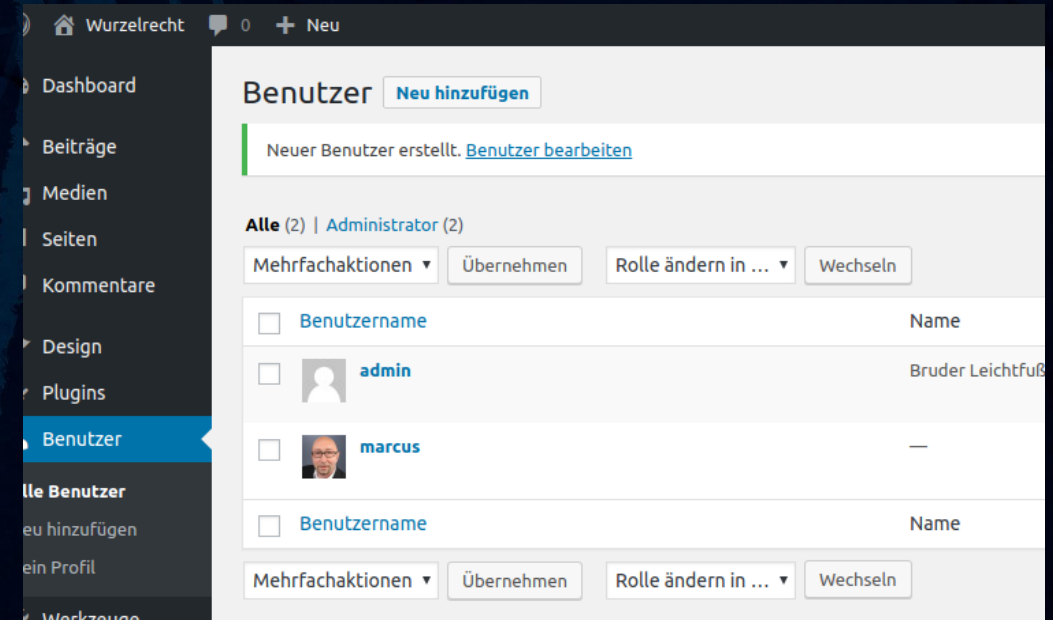 Wurzelrecht 0 Neu
Dashboard
Beiträge
Medien
Seiten
Kommentare
Design
Plugins
Benutzer
lle Benutzer
eu hinzufügen
ein Profil
Werkzeuge
Benutzer Neu hinzufügen
Neuer Benutzer erstellt. Benutzer bearbeiten
Alle (2) | Administrator (2)
Mehrfachaktionen Übernehmen Rolle ändern in ... Wechseln
Benutzername Name
admin Bruder Leichtfuß
marcus —
Benutzername Name
Mehrfachaktionen Übernehmen Rolle ändern in ... Wechseln